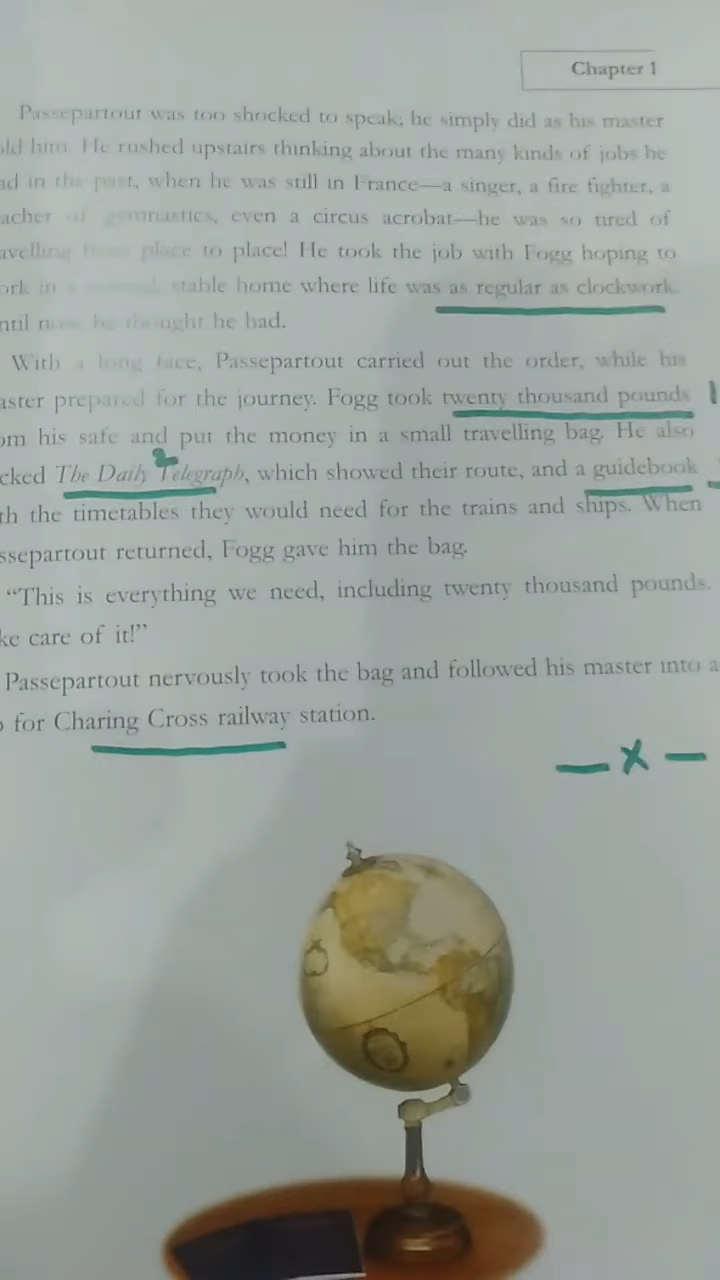 Chapter 1
Passepartout was too shocked to speak; he simply did as his master
old him. He rushed upstairs thinking about the many kinds of jobs he
ad in the past, when he was still in France—a singer, a fire fighter, a
acher of gymnastics, even a circus acrobat—he was so tired of
avelling from place to place! He took the job with Fogg hoping to
ork in a normal, stable home where life was as regular as clockwork.
ntil now, he thought he had.
With a long face, Passepartout carried out the order, while his
aster prepared for the journey. Fogg took twenty thousand pounds 1
om his safe and put the money in a small travelling bag. He also
2
cked The Daily Telegraph, which showed their route, and a guidebook
th the timetables they would need for the trains and ships. When
ssepartout returned, Fogg gave him the bag.
“This is everything we need, including twenty thousand pounds.
ke care of it!”
Passepartout nervously took the bag and followed his master into a
b for Charing Cross railway station.
— x —